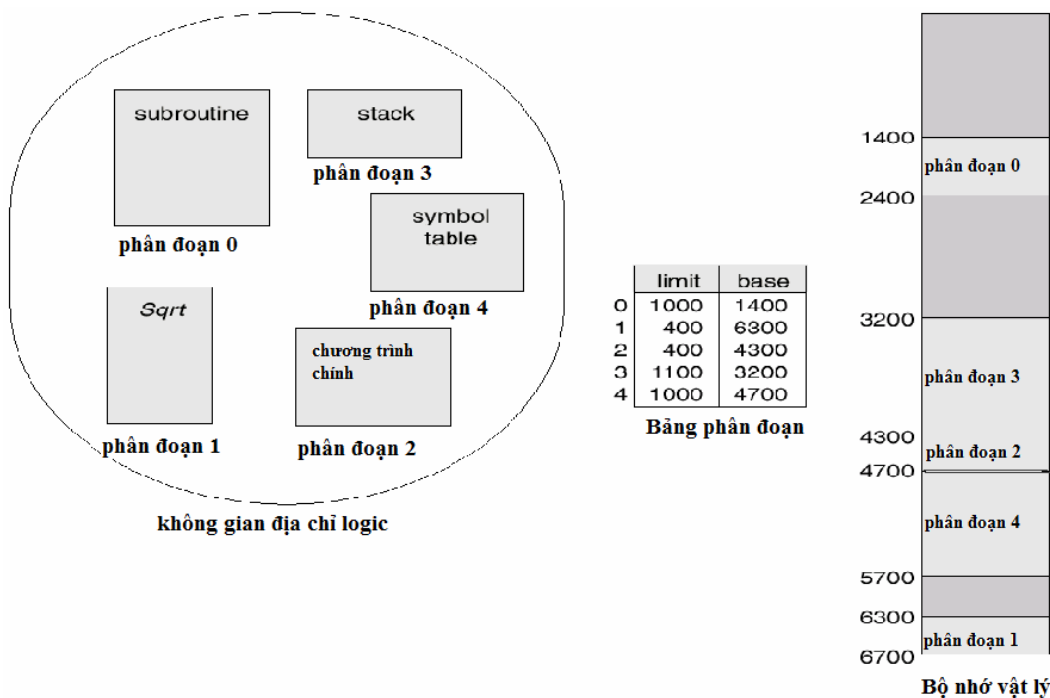 subroutine
phân đoạn 0
stack
phân đoạn 3
symbol
table
phân đoạn 4
Sqrt
phân đoạn 1
chương trình
chính
phân đoạn 2
không gian địa chỉ logic
limit base
0 1000 1400
1 400 6300
2 400 4300
3 1100 3200
4 1000 4700
Bảng phân đoạn
1400
phân đoạn 0
2400
3200
phân đoạn 3
4300
phân đoạn 2
4700
phân đoạn 4
5700
6300
phân đoạn 1
6700
Bộ nhớ vật lý